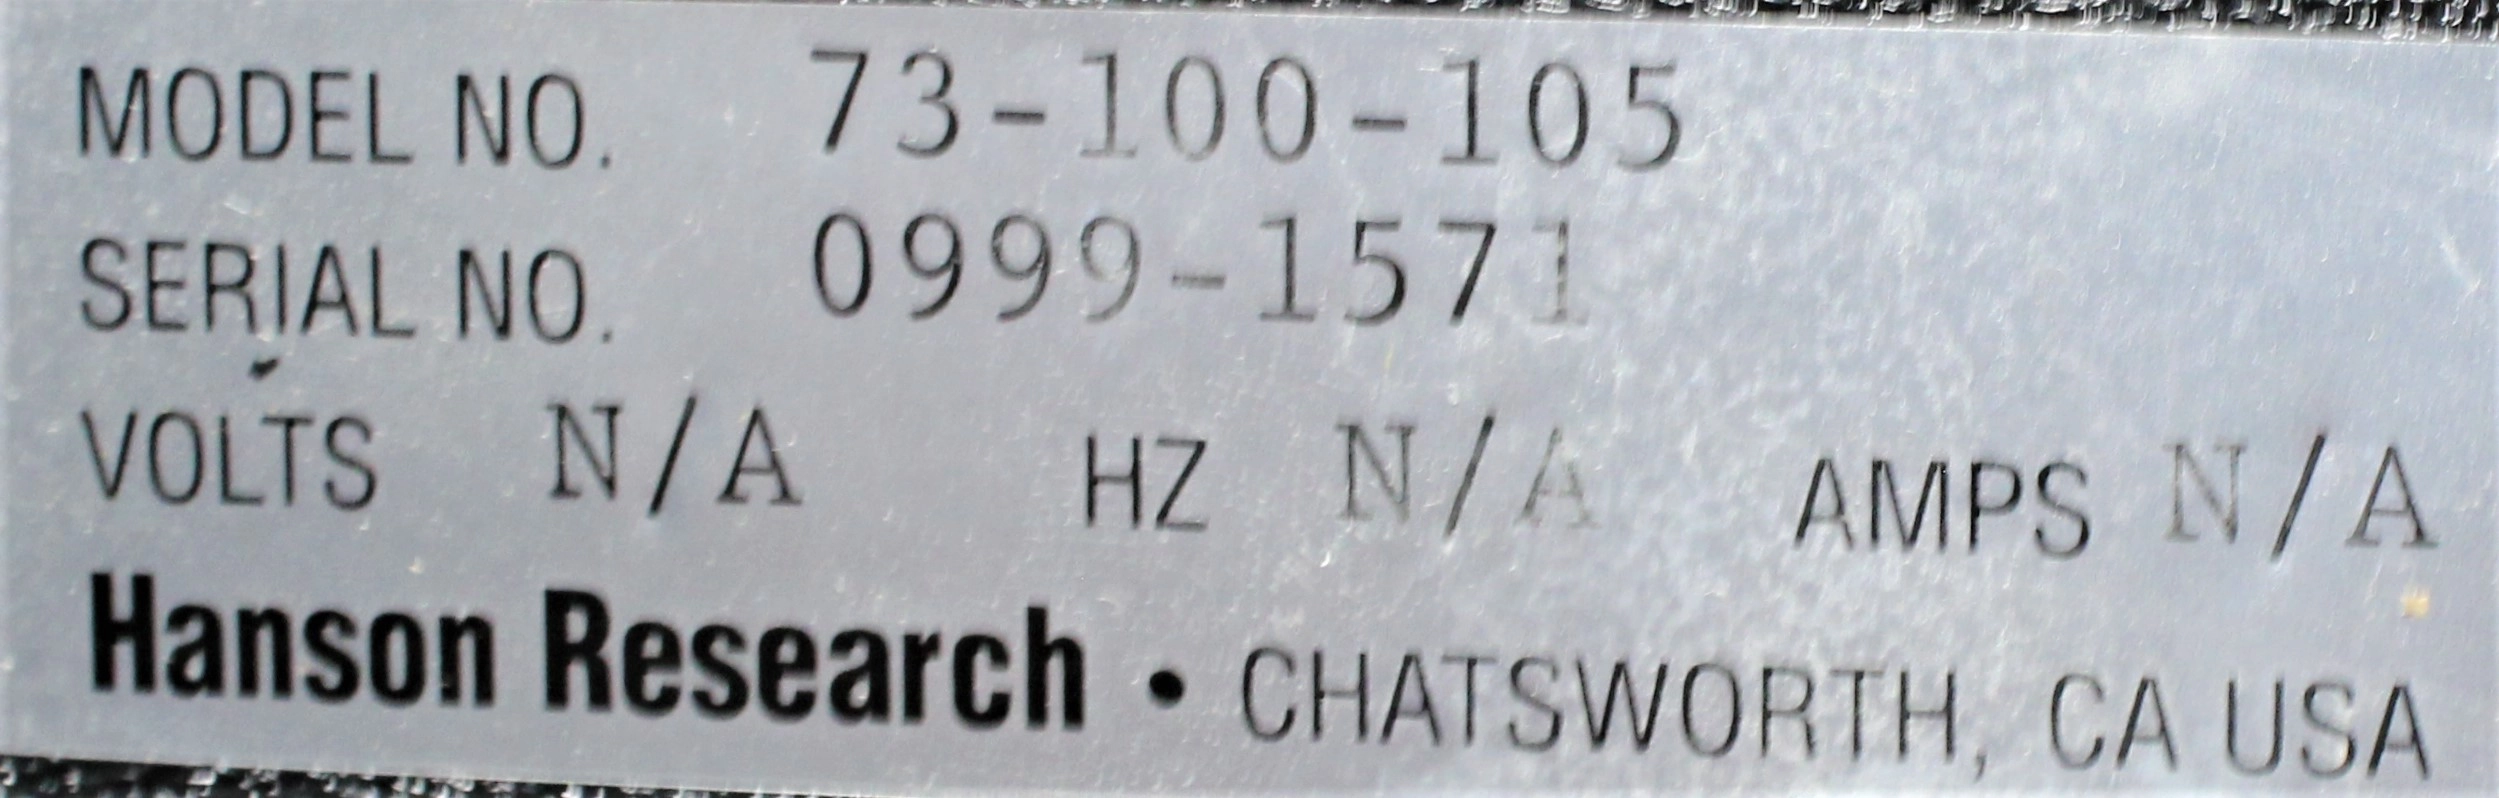 MODEL NO. 73-100-105
SERIAL NO. 0999-1571
VOLTS N/A HZ N/A AMPS N/A
Hanson Research • CHATSWORTH, CA USA